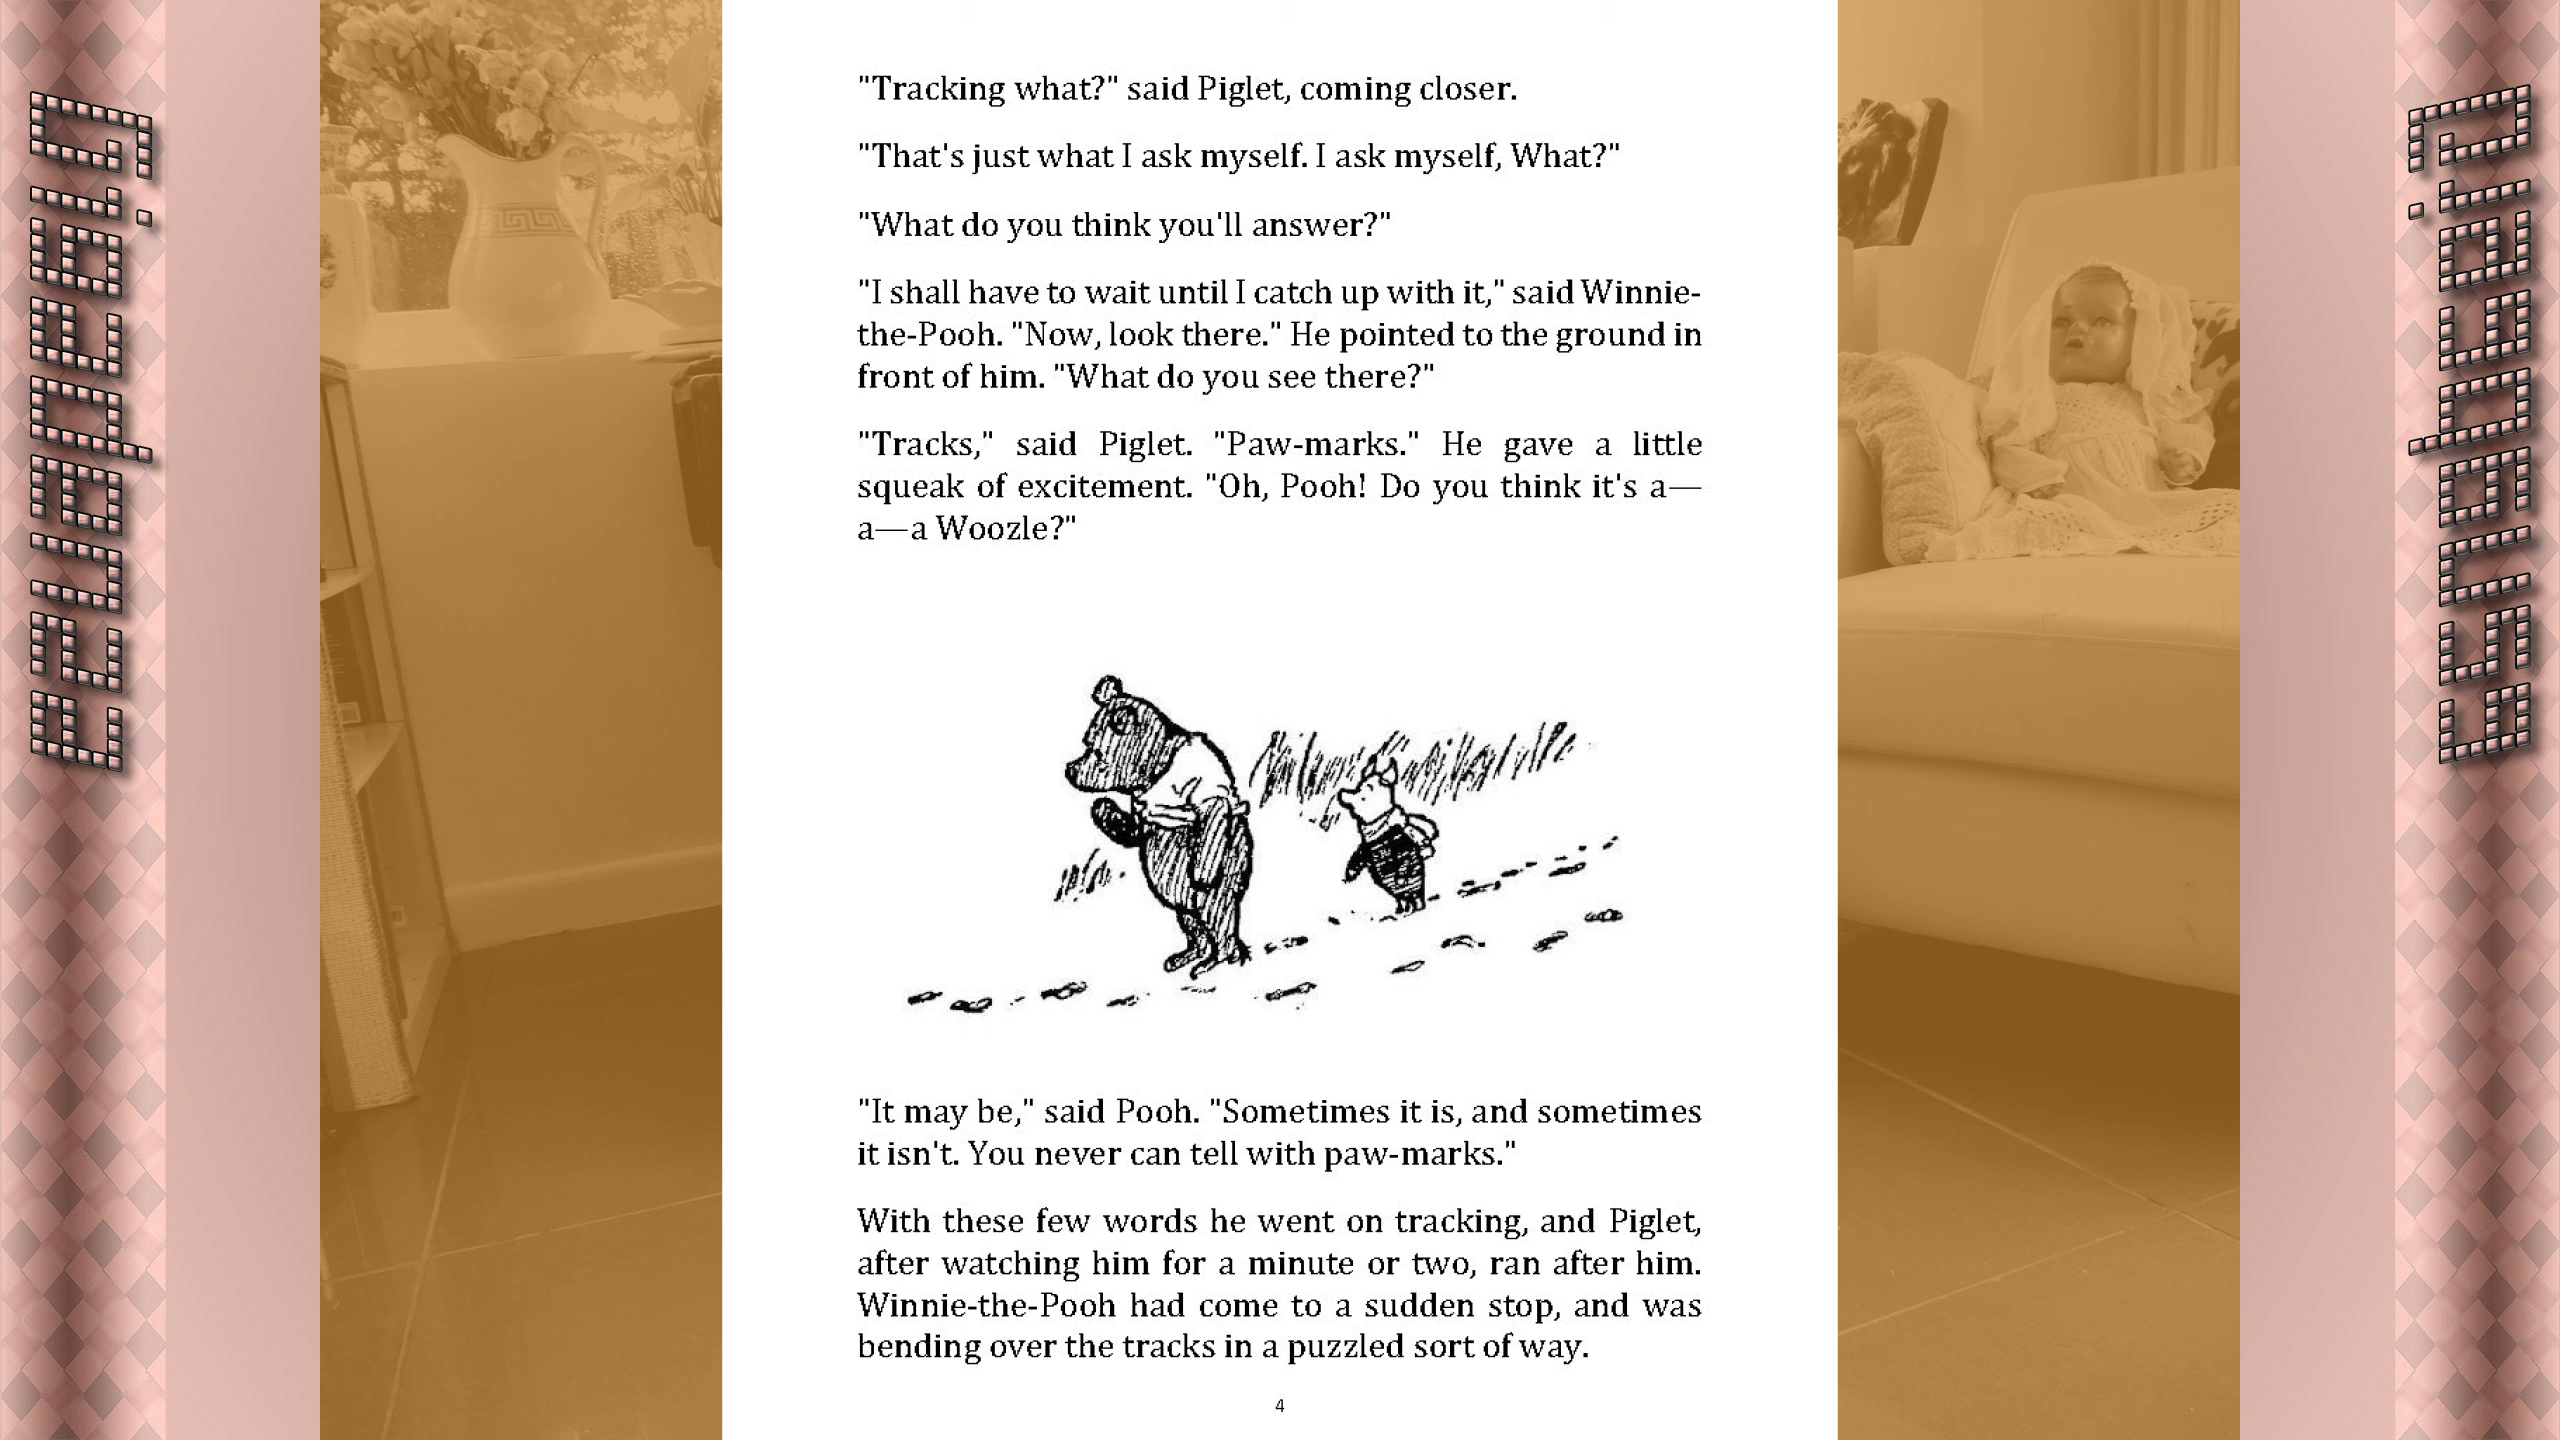 "Tracking what?" said Piglet, coming closer.
"That's just what I ask myself. I ask myself, What?"
"What do you think you'll answer?"
"I shall have to wait until I catch up with it," said Winnie-
the-Pooh. "Now, look there." He pointed to the ground in
front of him. "What do you see there?"
"Tracks," said Piglet. "Paw-marks." He gave a little
squeak of excitement. "Oh, Pooh! Do you think it's a—
a—a Woozle?"
"It may be," said Pooh. "Sometimes it is, and sometimes
it isn't. You never can tell with paw-marks."
With these few words he went on tracking, and Piglet,
after watching him for a minute or two, ran after him.
Winnie-the-Pooh had come to a sudden stop, and was
bending over the tracks in a puzzled sort of way.
4